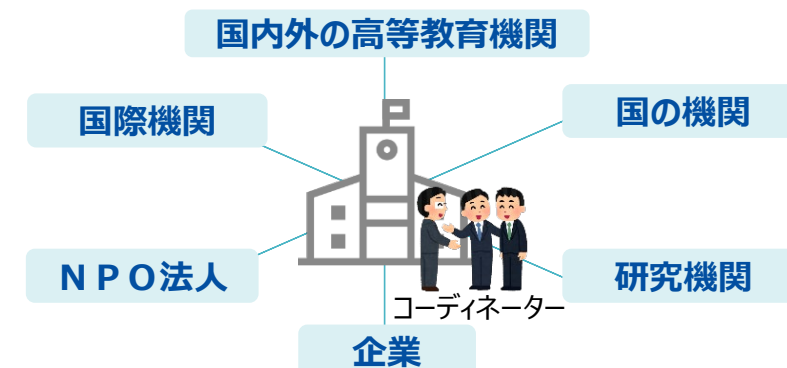 国内外の高等教育機関
国際機関
国の機関
ＮＰＯ法人
研究機関
コーディネーター
企業